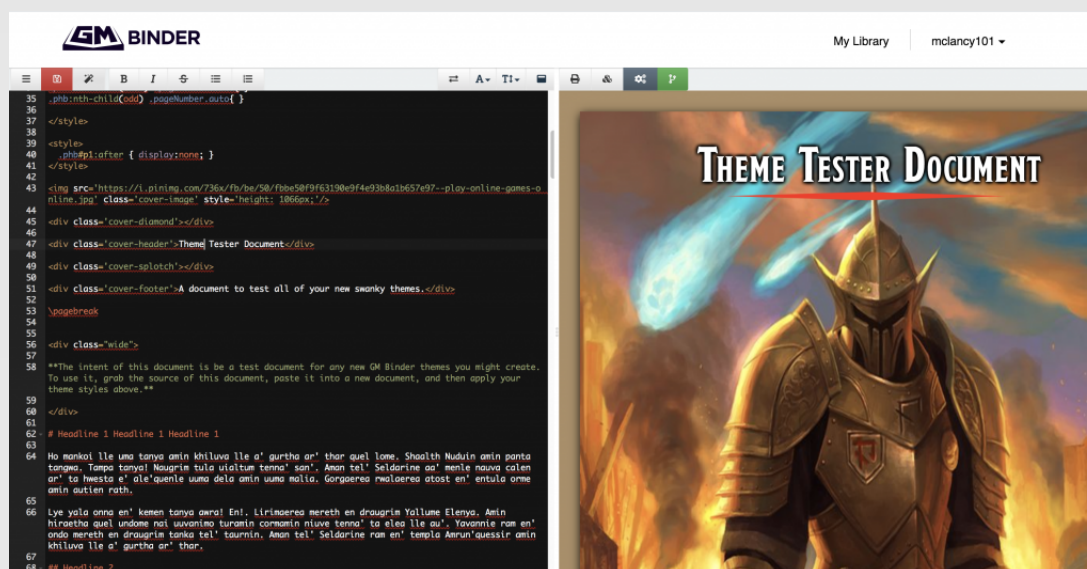 GM BINDER
My Library
mclancy101
B I S
A T
35 .phb:nth-child(odd) .pageNumber.auto{ }
36
37 </style>
38
39 <style>
40 .phb#p1:after { display:none; }
41 </style>
42
43 <img src='https://i.pinimg.com/736x/fb/be/50/fbbe50f9f63190e9f4e93b8a1b657e97--play-online-games-o
nline.jpg' class='cover-image' style='height: 1066px;'/>
44
45 <div class='cover-diamond'></div>
46
47 <div class='cover-header'>Theme Tester Document</div>
48
49 <div class='cover-splotch'></div>
50
51 <div class='cover-footer'>A document to test all of your new swanky themes.</div>
52
53 \pagebreak
54
55
56 <div class="wide">
57
58 **The intent of this document is be a test document for any new GM Binder themes you might create.
To use it, grab the source of this document, paste it into a new document, and then apply your
theme styles above.**
59
60 </div>
61
62 # Headline 1 Headline 1 Headline 1
63
64 Ho mankoi lle uma tanya amin khiluva lle a' gurtha ar' thar quel lome. Shaalth Nuduin amin panta
tangwa. Tampa tanya! Naugrim tula uialtum tenna' san'. Aman tel' Seldarine aa' menle nauva calen
ar' ta hwesta e' ale'quenle uuma dela amin uuma malia. Gorgaerea rwalaerea atost en' entula orme
amin autien rath.
65
66 Lye yala onna en' kemen tanya awra! En!. Lirimaerea mereth en draugrim Yallume Elenya. Amin
hiraetha quel undome nai uuvanimo turamin cormamin niuve tenna' ta elea lle au'. Yavannie ram en'
ondo mereth en draugrim tanka tel' taurnin. Aman tel' Seldarine ram en' templa Amrun'quessir amin
khiluva lle a' gurtha ar' thar.
67
68 ## Headline 2
Theme Tester Document